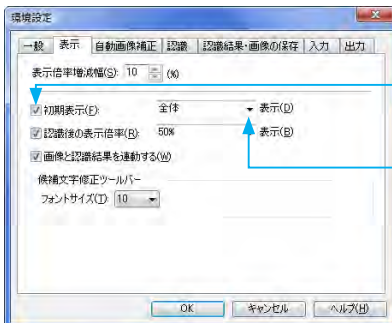 環境設定
一般 表示 自動画像補正 認識 認識結果・画像の保存 入力 出力
表示倍率増減幅(S): 10 (%)
初期表示(F): 全体 表示(D)
認識後の表示倍率(R): 50% 表示(B)
画像と認識結果を連動する(W)
候補文字修正ツールバー
フォントサイズ(T): 10
OK キャンセル ヘルプ(H)